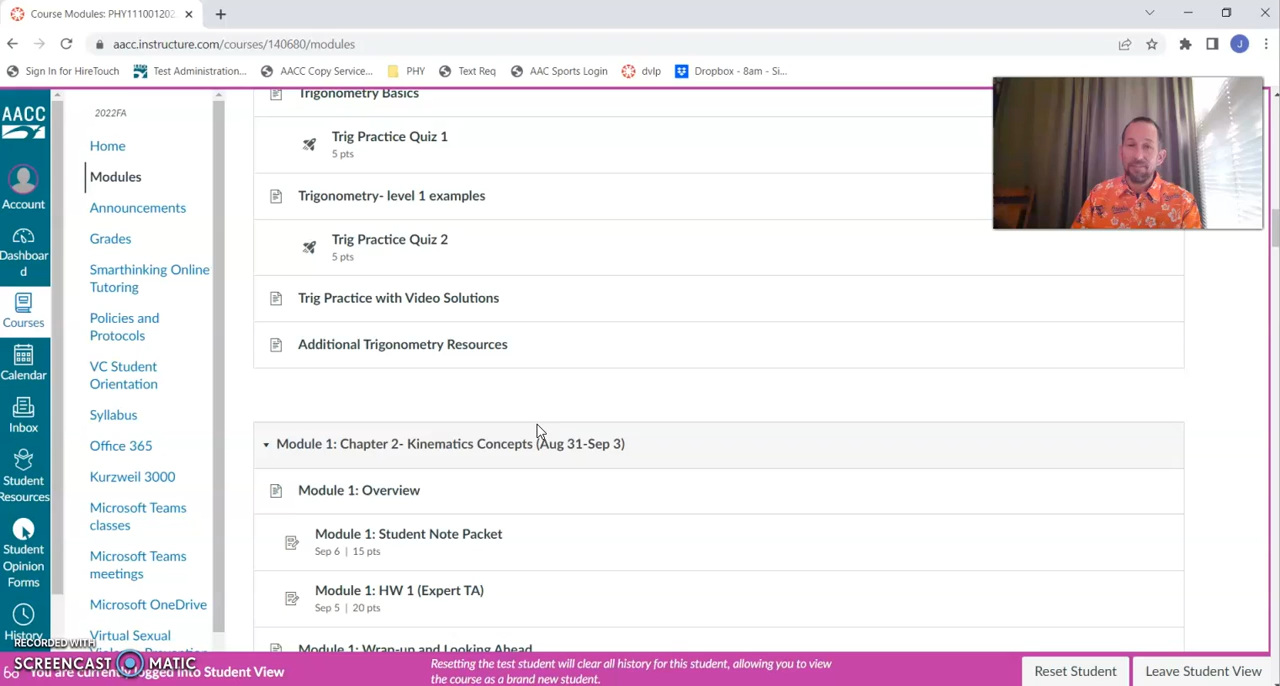 Course Modules: PHY111001202
aacc.instructure.com/courses/140680/modules
J
Sign In for HireTouch
Test Administration...
AACC Copy Service...
PHY
Text Req
AAC Sports Login
dvlp
Dropbox - 8am - Si...
AACC
Account
Dashboar
d
Courses
Calendar
Inbox
Student
Resources
Student
Opinion
Forms
History
2022FA
Home
Modules
Announcements
Grades
Smarthinking Online
Tutoring
Policies and
Protocols
VC Student
Orientation
Syllabus
Office 365
Kurzweil 3000
Microsoft Teams
classes
Microsoft Teams
meetings
Microsoft OneDrive
Virtual Sexual
Trigonometry Basics
Trig Practice Quiz 1
5 pts
Trigonometry- level 1 examples
Trig Practice Quiz 2
5 pts
Trig Practice with Video Solutions
Additional Trigonometry Resources
Module 1: Chapter 2- Kinematics Concepts (Aug 31-Sep 3)
Module 1: Overview
Module 1: Student Note Packet
Sep 6 | 15 pts
Module 1: HW 1 (Expert TA)
Sep 5 | 20 pts
Module 1: Wrap-up and Looking Ahead
RECORDED WITH
SCREENCAST MATIC
You are currently logged into Student View
Resetting the test student will clear all history for this student, allowing you to view
the course as a brand new student.
Reset Student
Leave Student View